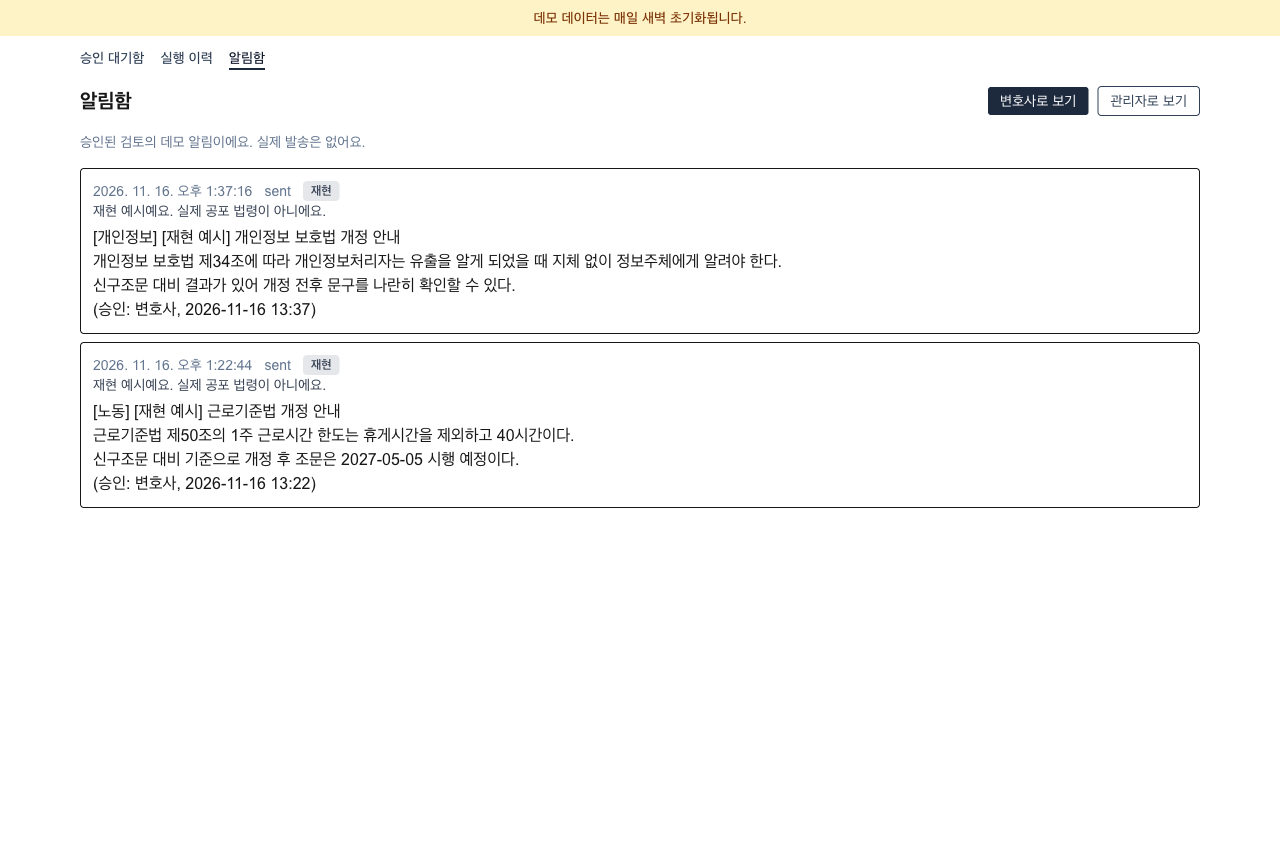 데모 데이터는 매일 새벽 초기화됩니다.
승인 대기함 실행 이력 알림함
알림함 변호사로 보기 관리자로 보기
승인된 검토의 데모 알림이에요. 실제 발송은 없어요.
2026. 11. 16. 오후 1:37:16 sent 재현
재현 예시예요. 실제 공포 법령이 아니에요.
[개인정보] [재현 예시] 개인정보 보호법 개정 안내
개인정보 보호법 제34조에 따라 개인정보처리자는 유출을 알게 되었을 때 지체 없이 정보주체에게 알려야 한다.
신구조문 대비 결과가 있어 개정 전후 문구를 나란히 확인할 수 있다.
(승인: 변호사, 2026-11-16 13:37)
2026. 11. 16. 오후 1:22:44 sent 재현
재현 예시예요. 실제 공포 법령이 아니에요.
[노동] [재현 예시] 근로기준법 개정 안내
근로기준법 제50조의 1주 근로시간 한도는 휴게시간을 제외하고 40시간이다.
신구조문 대비 기준으로 개정 후 조문은 2027-05-05 시행 예정이다.
(승인: 변호사, 2026-11-16 13:22)